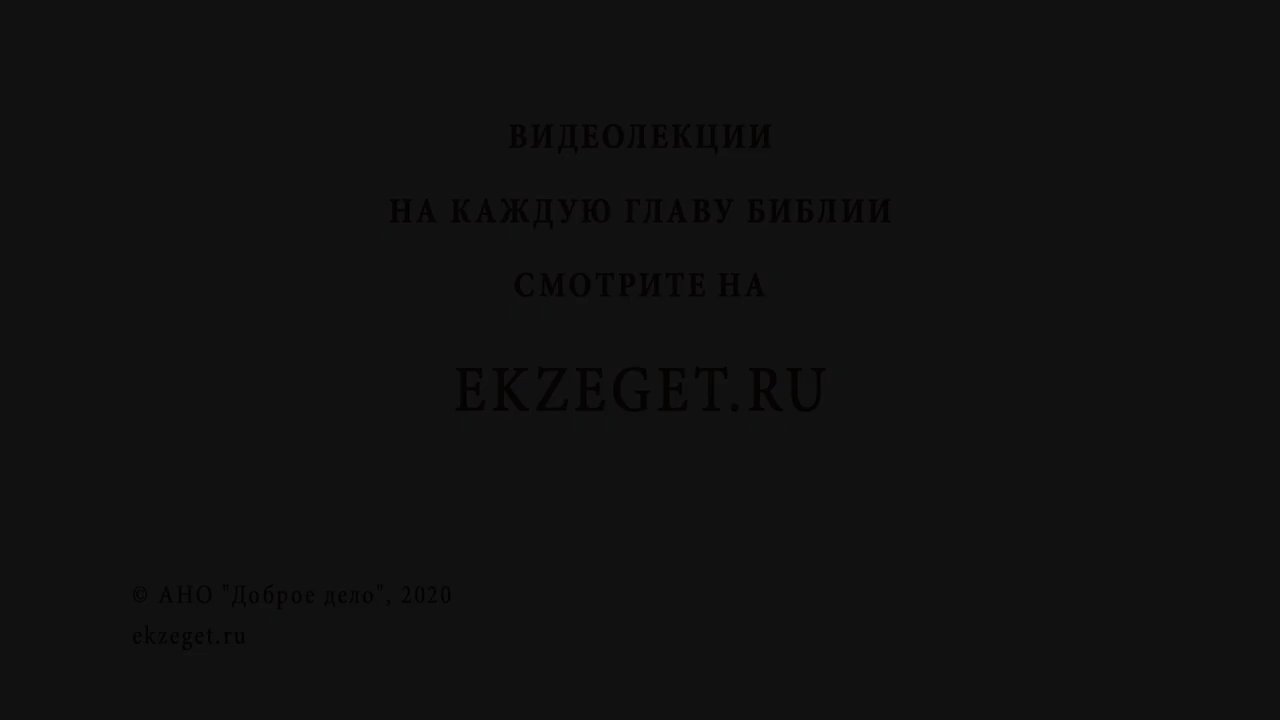 ВИДЕОЛЕКЦИИ
НА КАЖДУЮ ГЛАВУ БИБЛИИ
СМОТРИТЕ НА
EKZEGET.RU
© АНО "Доброе дело", 2020
ekzeget.ru